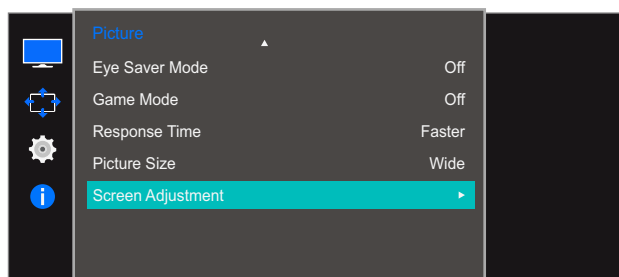 Picture
Eye Saver Mode Off
Game Mode Off
Response Time Faster
Picture Size Wide
Screen Adjustment